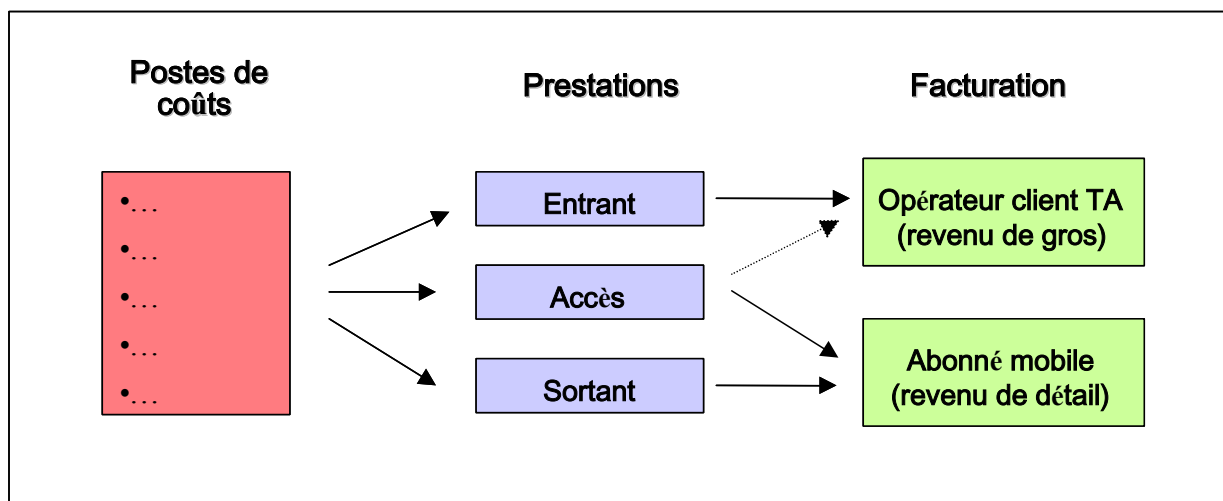 Postes de
coûts
Prestations
Facturation
•...
•...
•...
•...
•...
Entrant
Accès
Sortant
Opérateur client TA
(revenu de gros)
Abonné mobile
(revenu de détail)